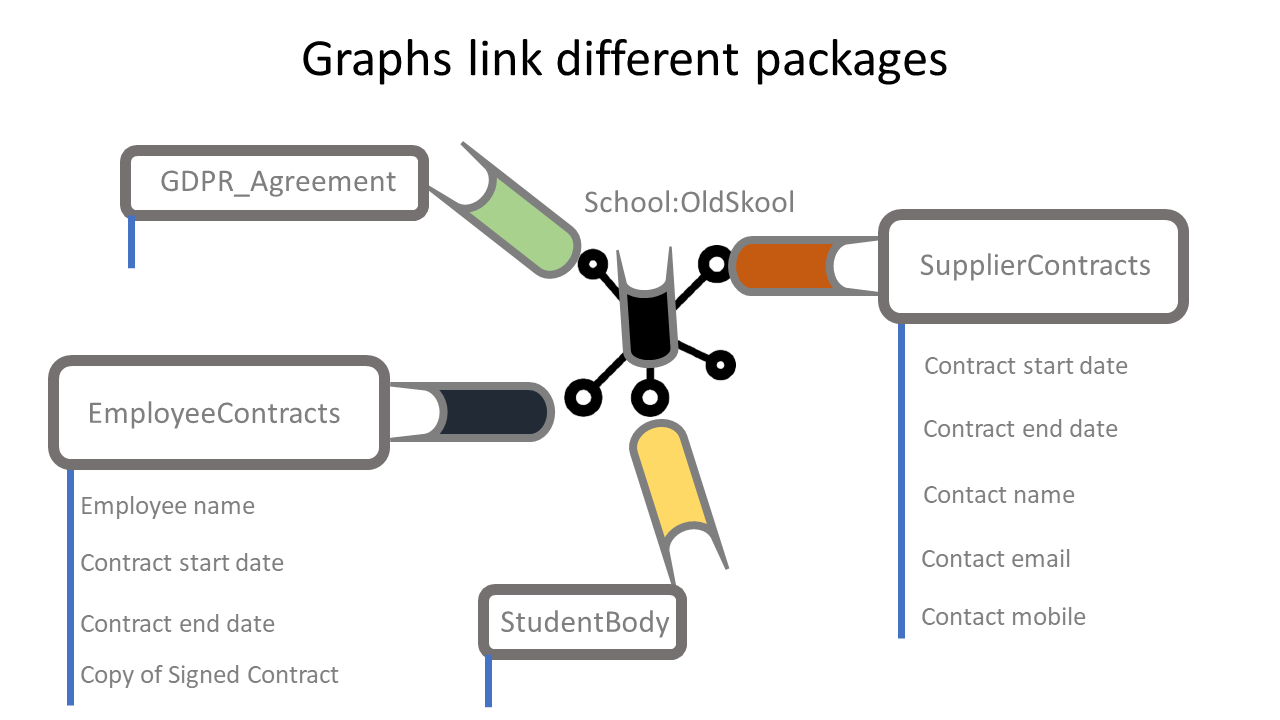 Graphs link different packages
GDPR_Agreement
School:OldSkool
SupplierContracts
Contract start date
Contract end date
Contact name
Contact email
Contact mobile
EmployeeContracts
Employee name
Contract start date
Contract end date
Copy of Signed Contract
StudentBody